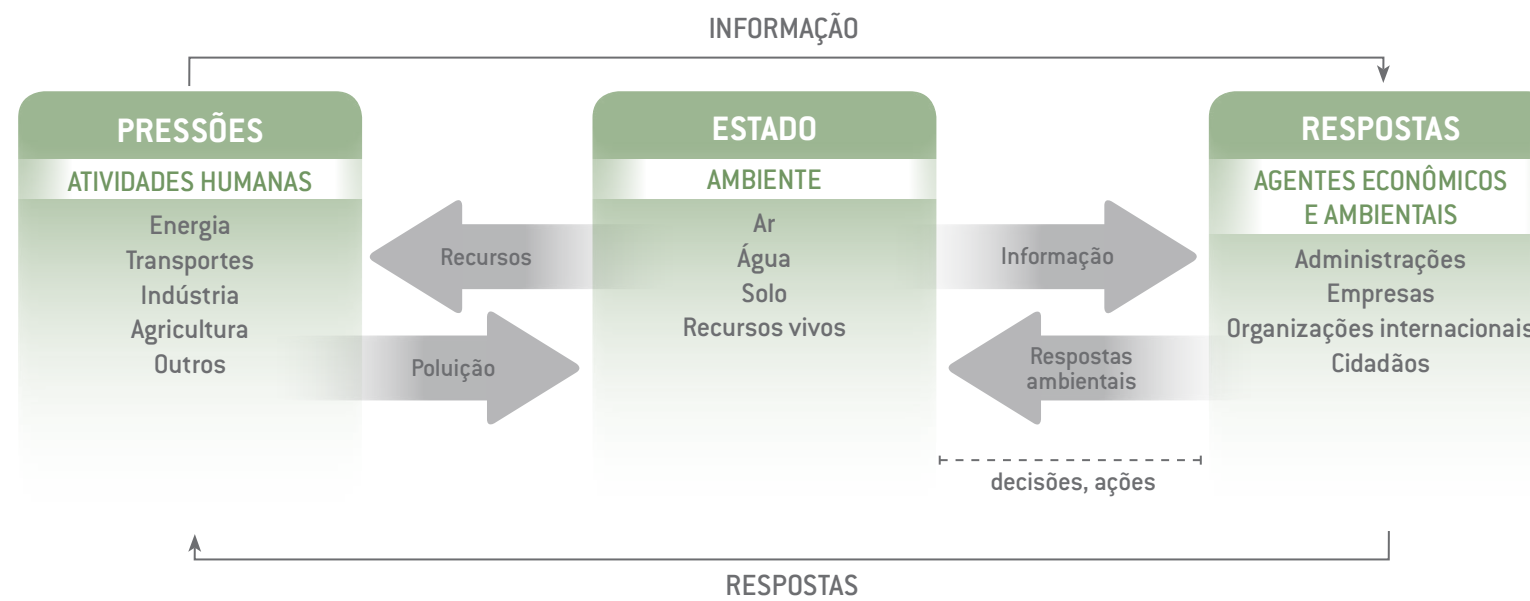 INFORMAÇÃO
PRESSÕES
ATIVIDADES HUMANAS
Energia
Transportes
Indústria
Agricultura
Outros
Recursos
Poluição
ESTADO
AMBIENTE
Ar
Água
Solo
Recursos vivos
Informação
Respostas
ambientais
decisões, ações
RESPOSTAS
AGENTES ECONÔMICOS
E AMBIENTAIS
Administrações
Empresas
Organizações internacionais
Cidadãos
RESPOSTAS